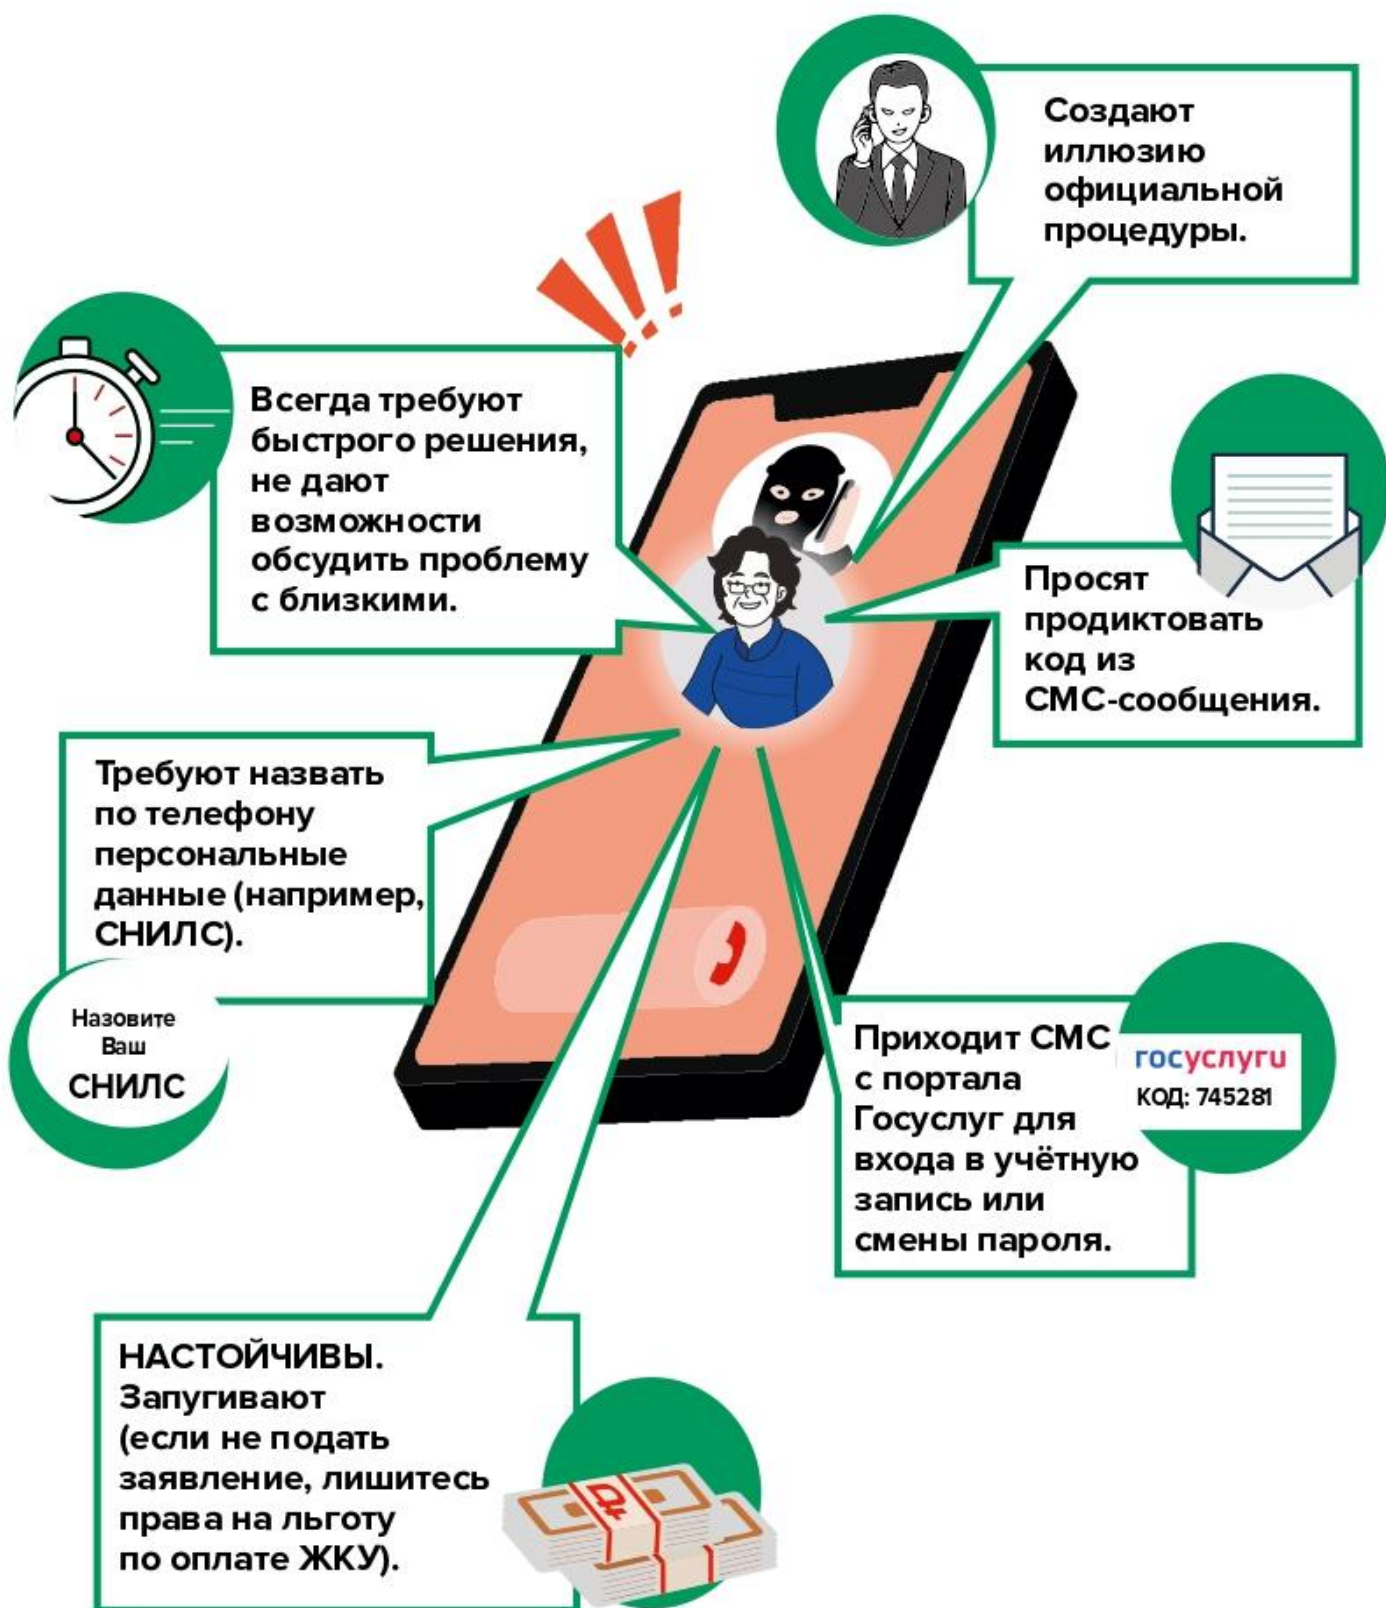 Создают
иллюзию
официальной
процедуры.
Всегда требуют
быстрого решения,
не дают
возможности
обсудить проблему
с близкими.
Просят
продиктовать
код из
СМС-сообщения.
Требуют назвать
по телефону
персональные
данные (например,
СНИЛС).
Назовите
Ваш
СНИЛС
Приходит СМС
с портала
Госуслуг для
входа в учётную
запись или
смены пароля.
госуслуги
КОД: 745281
НАСТОЙЧИВЫ.
Запугивают
(если не подать
заявление, лишитесь
права на льготу
по оплате ЖКУ).